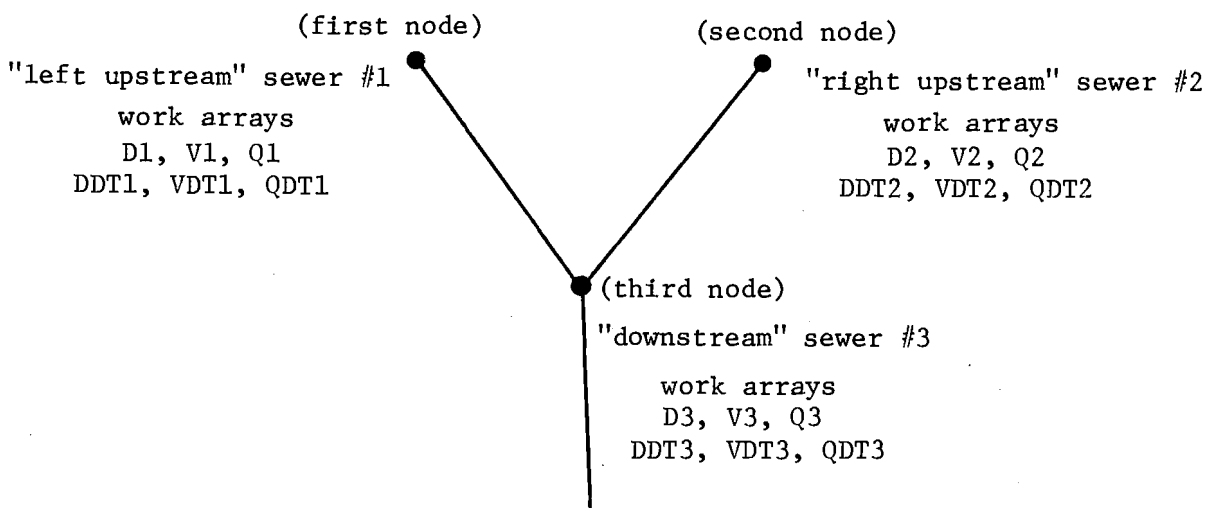 (first node)
"left upstream" sewer #1
work arrays
D1, V1, Q1
DDT1, VDT1, QDT1
(second node)
"right upstream" sewer #2
work arrays
D2, V2, Q2
DDT2, VDT2, QDT2
(third node)
"downstream" sewer #3
work arrays
D3, V3, Q3
DDT3, VDT3, QDT3